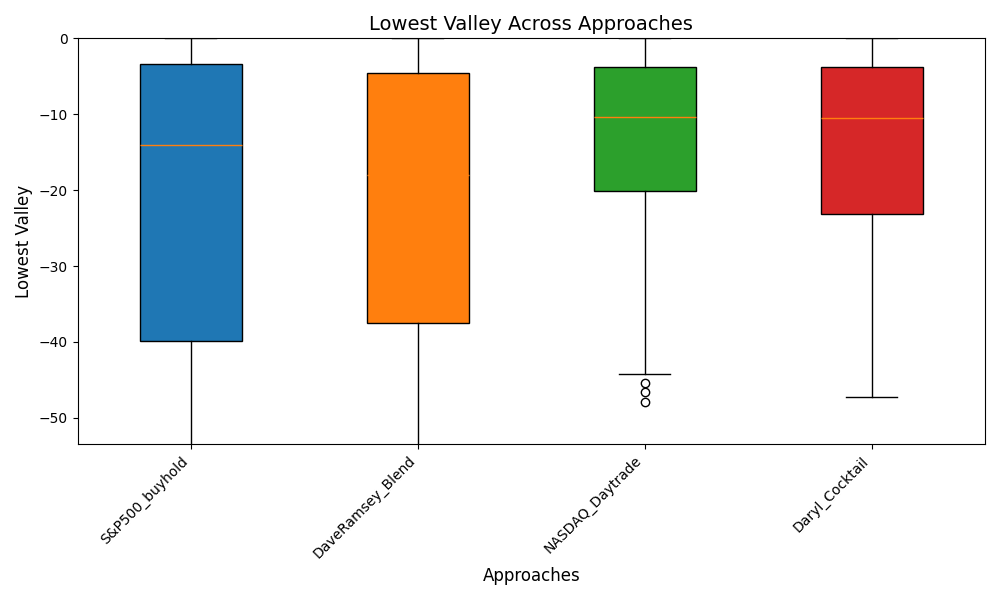 Lowest Valley Across Approaches
Lowest Valley
0
−10
−20
−30
−40
−50
S&P500_buyhold
DaveRamsey_Blend
NASDAQ_Daytrade
Daryl_Cocktail
Approaches